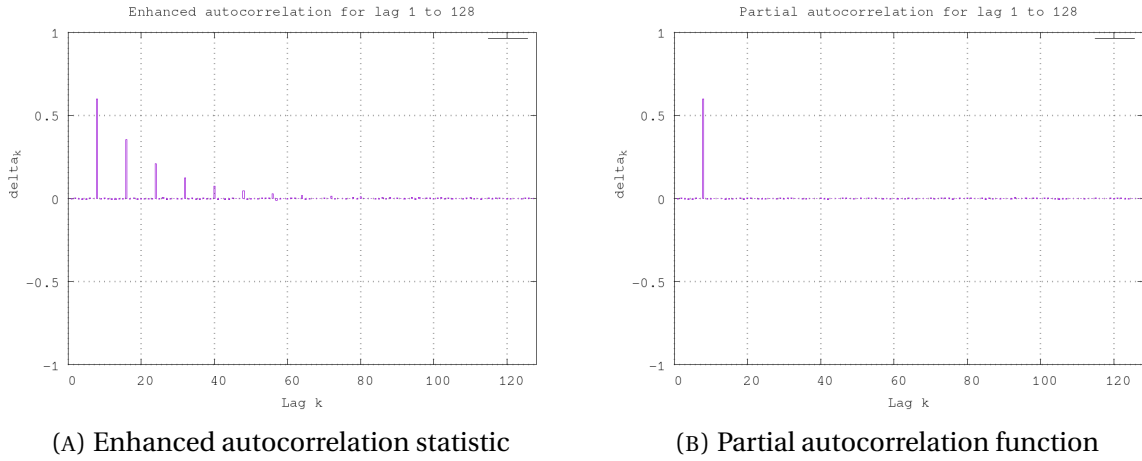 Enhanced autocorrelation for lag 1 to 128
1
0.5
0
−0.5
−1
delta_k
0 20 40 60 80 100 120
Lag k
(A) Enhanced autocorrelation statistic
Partial autocorrelation for lag 1 to 128
1
0.5
0
−0.5
−1
delta_k
0 20 40 60 80 100 120
Lag k
(B) Partial autocorrelation function